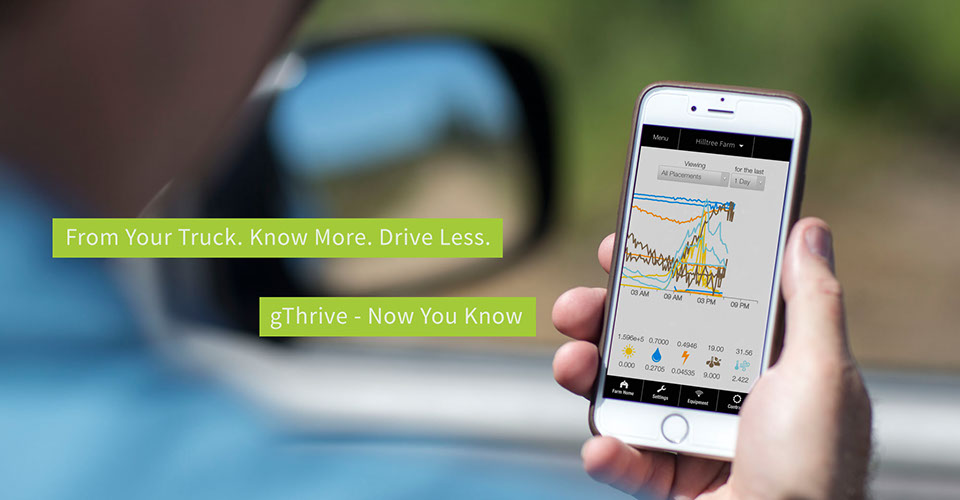 From Your Truck. Know More. Drive Less.
gThrive - Now You Know
Menu
Hilltree Farm
Viewing
for the last
All Placements
1 Day
03 AM 09 AM 03 PM 09 PM
1.596e+5 0.7000 0.4946 19.00 31.56
0.000 0.2705 0.04535 9.000 2.422
Farm Home Settings Equipment